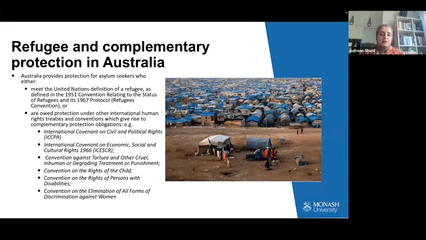 Refugee and complementary
protection in Australia
• Australia provides protection for asylum seekers who
either:
• meet the United Nations definition of a refugee, as
defined in the 1951 Convention Relating to the Status
of Refugees and its 1967 Protocol (Refugees
Convention), or
• are owed protection under other international human
rights treaties and conventions which give rise to
complementary protection obligations: e.g.
• International Covenant on Civil and Political Rights
(ICCPR)
• International Covenant on Economic, Social and
Cultural Rights 1966 (ICESCR);
• Convention against Torture and Other Cruel,
Inhuman or Degrading Treatment or Punishment;
• Convention on the Rights of the Child;
• Convention on the Rights of Persons with
Disabilities;
• Convention on the Elimination of All Forms of
Discrimination against Women
MONASH
University